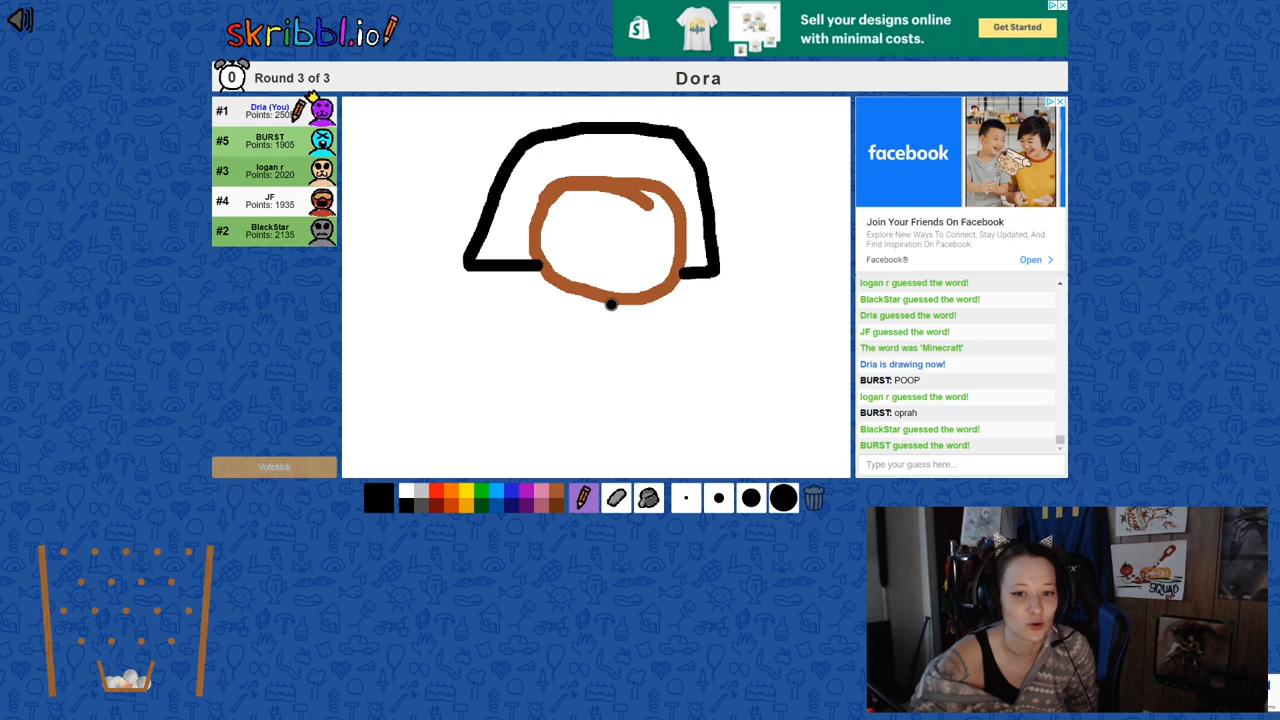 skribbl.io
Sell your designs online
with minimal costs.
Get Started
0
Round 3 of 3
Dora
#1
Dria (You)
Points: 2505
#5
BURST
Points: 1905
#3
logan r
Points: 2020
#4
JF
Points: 1935
#2
BlackStar
Points: 2135
Votekick
facebook
Join Your Friends On Facebook
Explore New Ways To Connect, Stay Updated, And
Find Inspiration On Facebook.
Facebook®
Open
logan r guessed the word!
BlackStar guessed the word!
Dria guessed the word!
JF guessed the word!
The word was 'Minecraft'
Dria is drawing now!
BURST: POOP
logan r guessed the word!
BURST: oprah
BlackStar guessed the word!
BURST guessed the word!
Type your guess here...
SQUAD